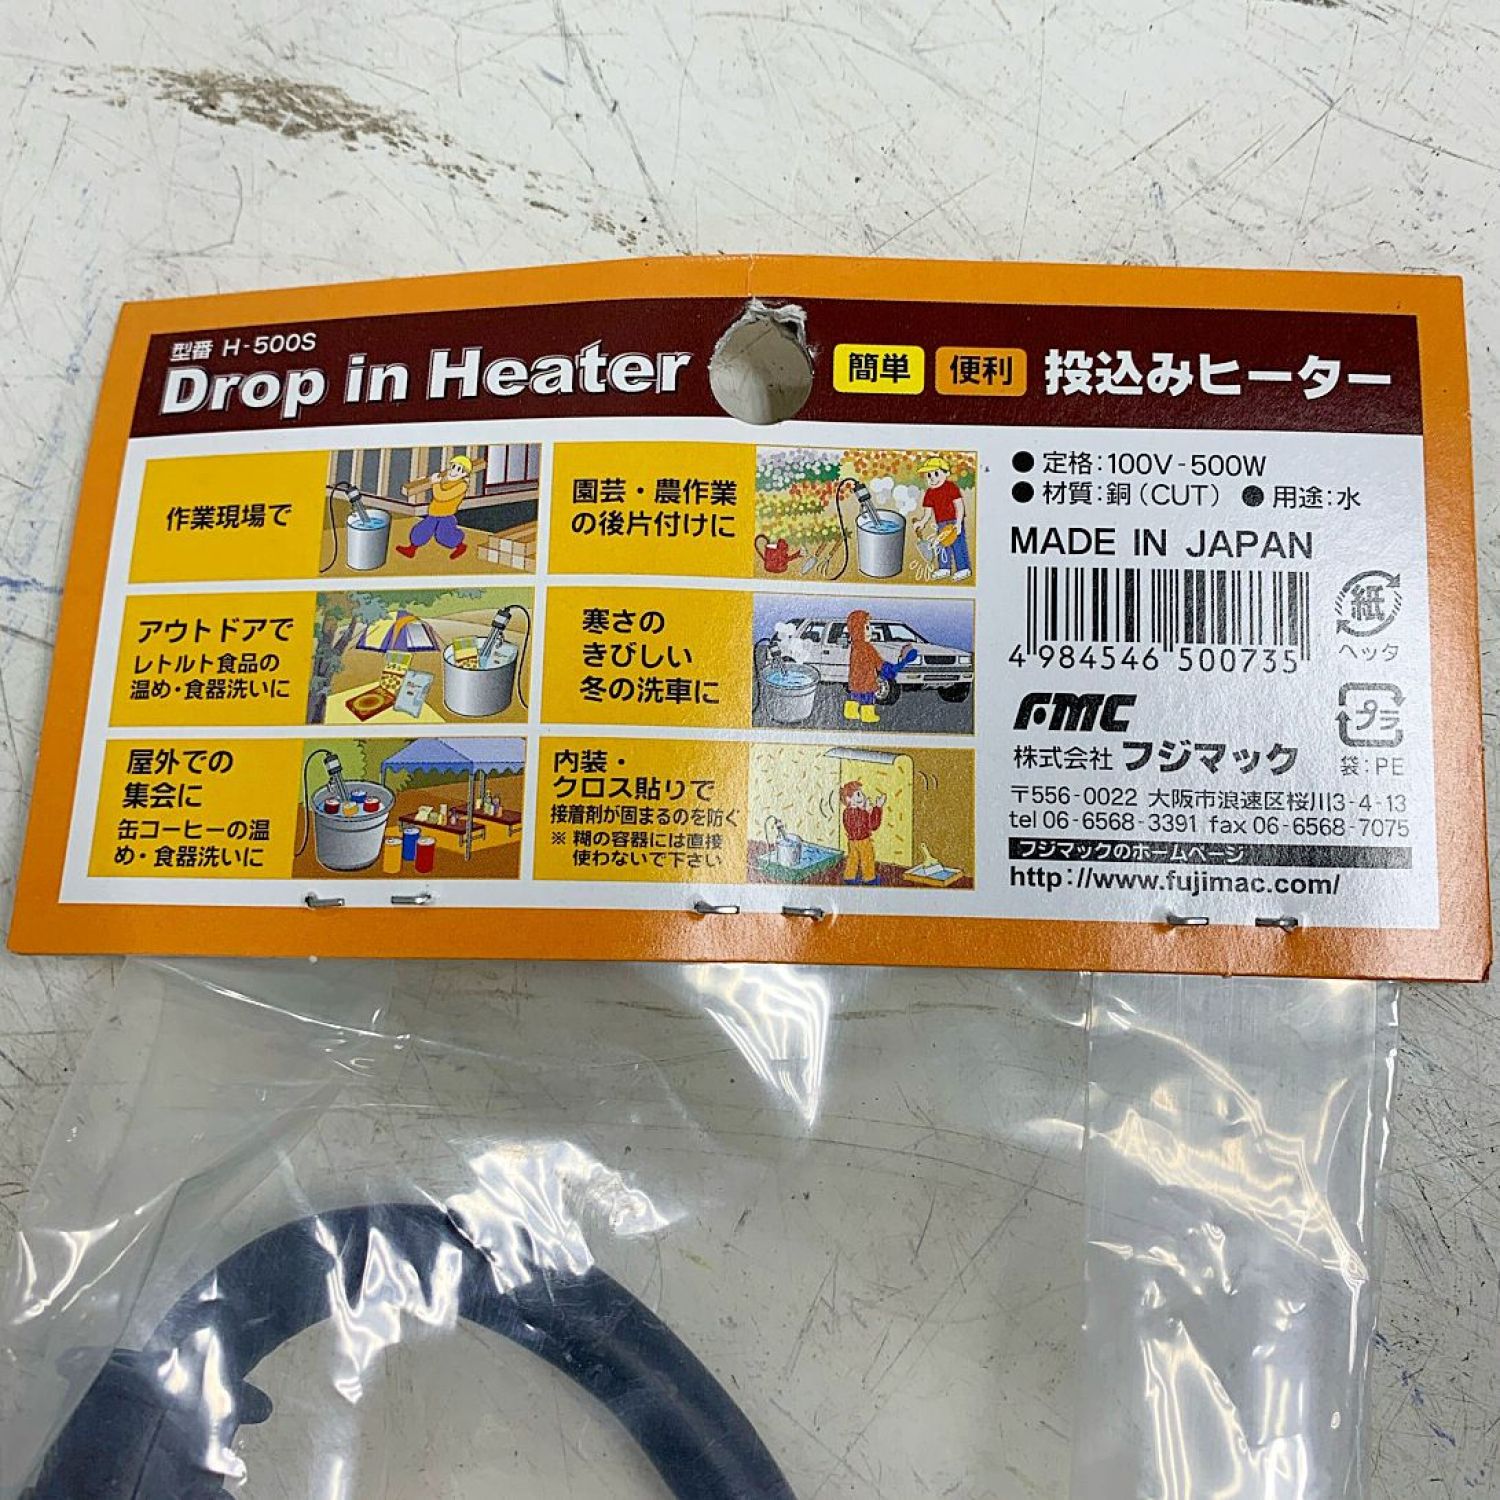 型番 H-500S
Drop in Heater
簡単 便利 投込みヒーター
作業現場で
園芸・農作業
の後片付けに
アウトドアで
レトルト食品の
温め・食器洗いに
寒さの
きびしい
冬の洗車に
屋外での
集会に
缶コーヒーの温
め・食器洗いに
内装・
クロス貼りで
接着剤が固まるのを防ぐ
※ 糊の容器には直接
使わないで下さい
● 定格:100V-500W
● 材質:銅(CUT) ● 用途:水
MADE IN JAPAN
4 984546 500735
紙
ヘッダ
FMC
株式会社 フジマック
プラ
袋:PE
〒556-0022 大阪市浪速区桜川3-4-13
tel 06-6568-3391 fax 06-6568-7075
フジマックのホームページ
http://www.fujimac.com/